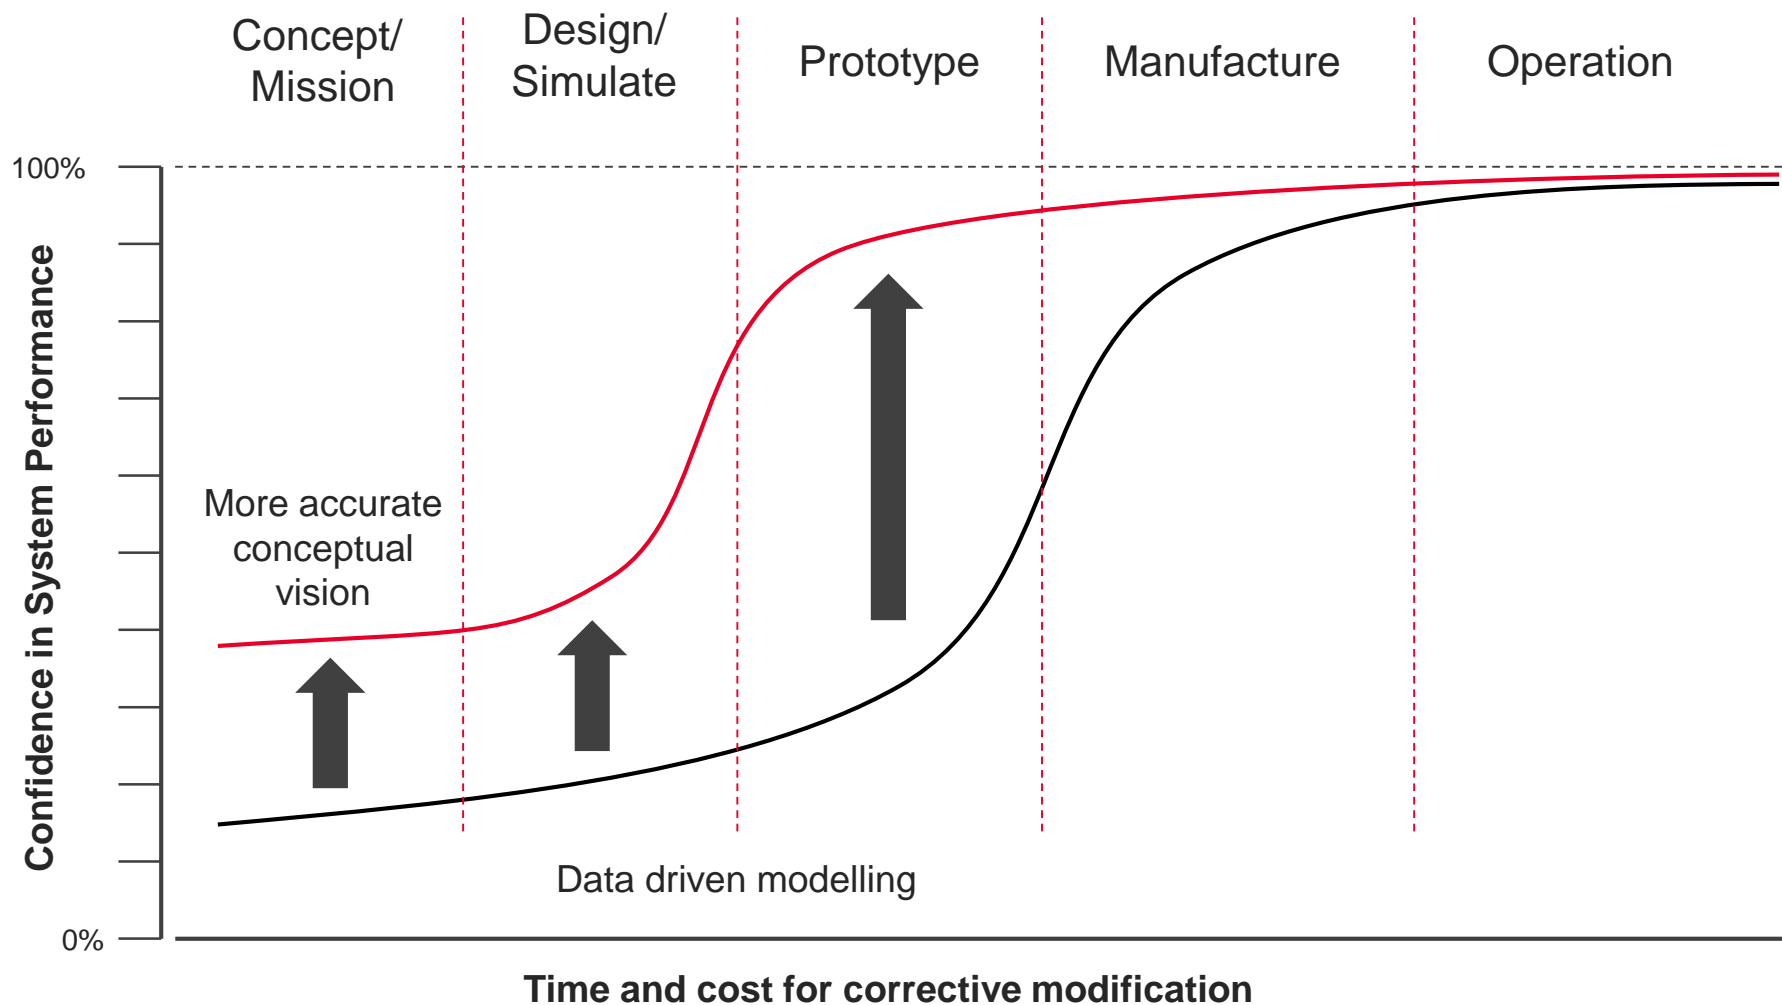 Concept/
Mission
Design/
Simulate
Prototype
Manufacture
Operation
100%
Confidence in System Performance
More accurate
conceptual
vision
Data driven modelling
0%
Time and cost for corrective modification